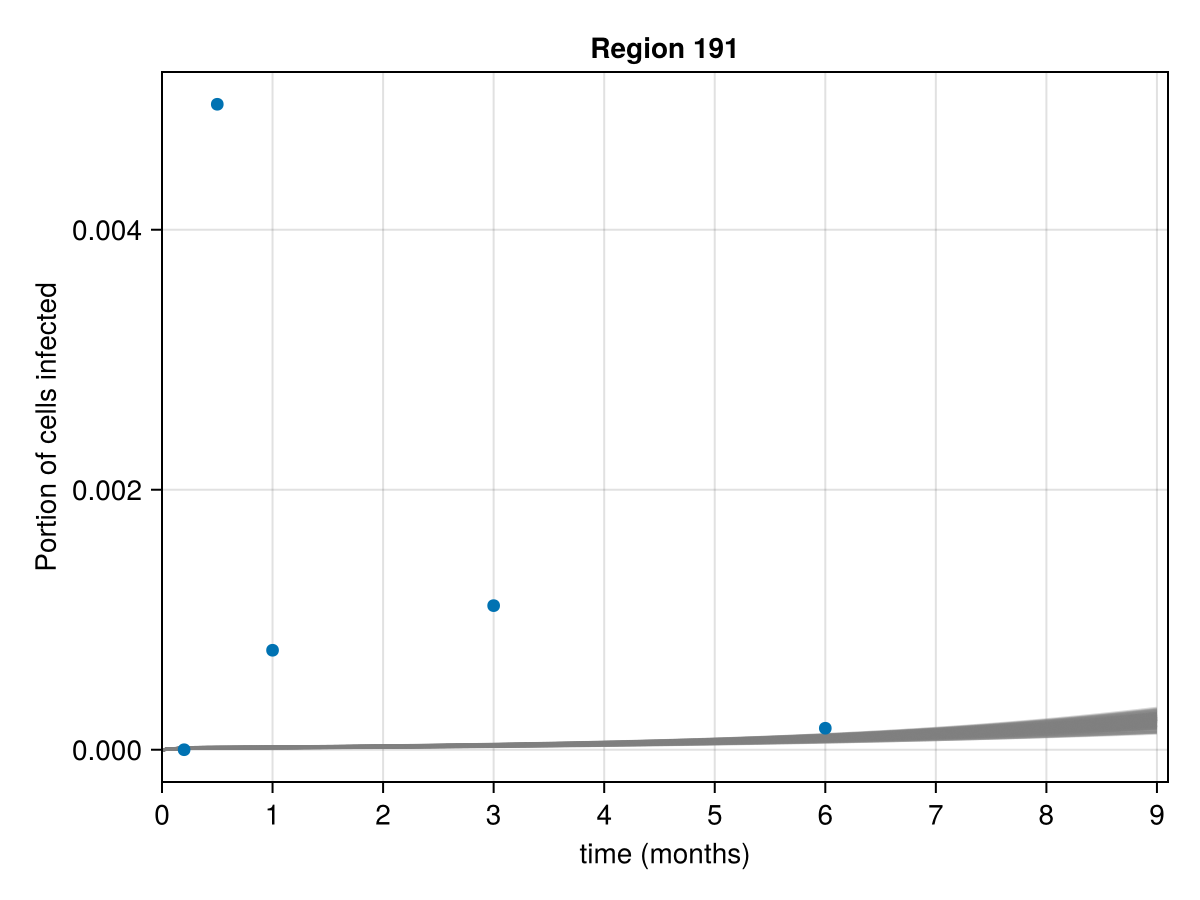 Region 191
Portion of cells infected
0.004
0.002
0.000
0 1 2 3 4 5 6 7 8 9
time (months)